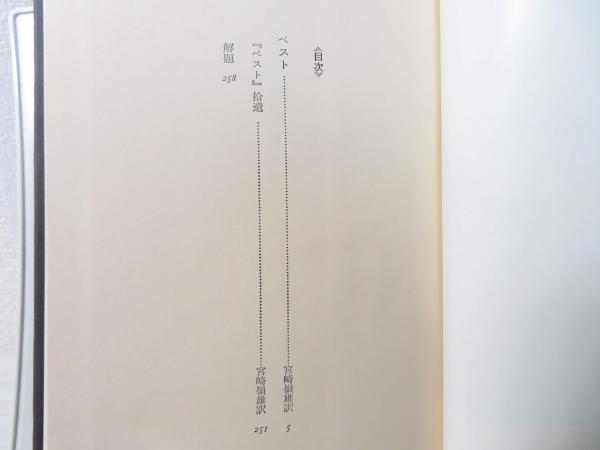 《目次》
ペスト……………………宮崎嶺雄訳 5
『ペスト』拾遺……………………宮崎嶺雄訳 251
解題 258